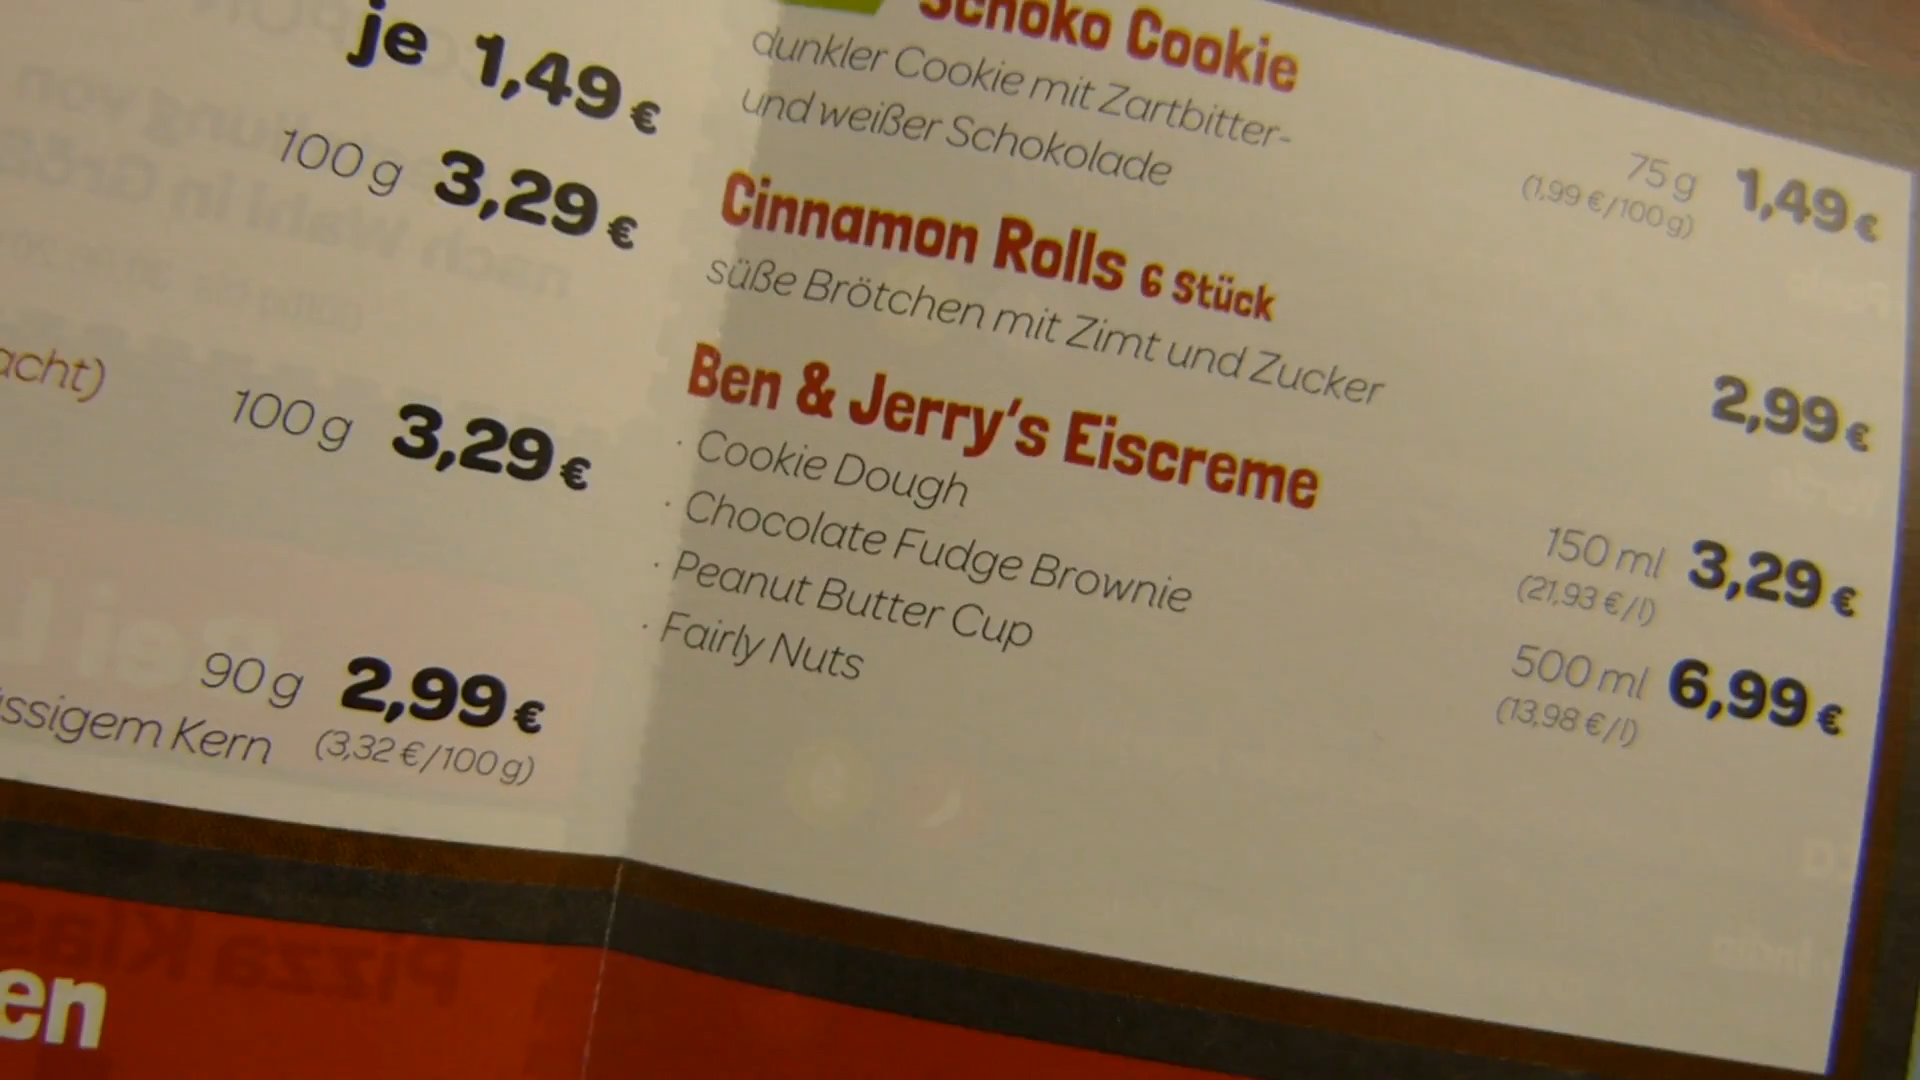 je 1,49 €
100 g 3,29 €
100 g 3,29 €
90 g 2,99 €
Kern (3,32 €/100 g)
Schoko Cookie
dunkler Cookie mit Zartbitter-
und weißer Schokolade
75 g 1,49 €
(1,99 €/100 g)
Cinnamon Rolls 6 Stück
süße Brötchen mit Zimt und Zucker
2,99 €
Ben & Jerry's Eiscreme
· Cookie Dough
· Chocolate Fudge Brownie
· Peanut Butter Cup
· Fairly Nuts
150 ml 3,29 €
(21,93 €/l)
500 ml 6,99 €
(13,98 €/l)